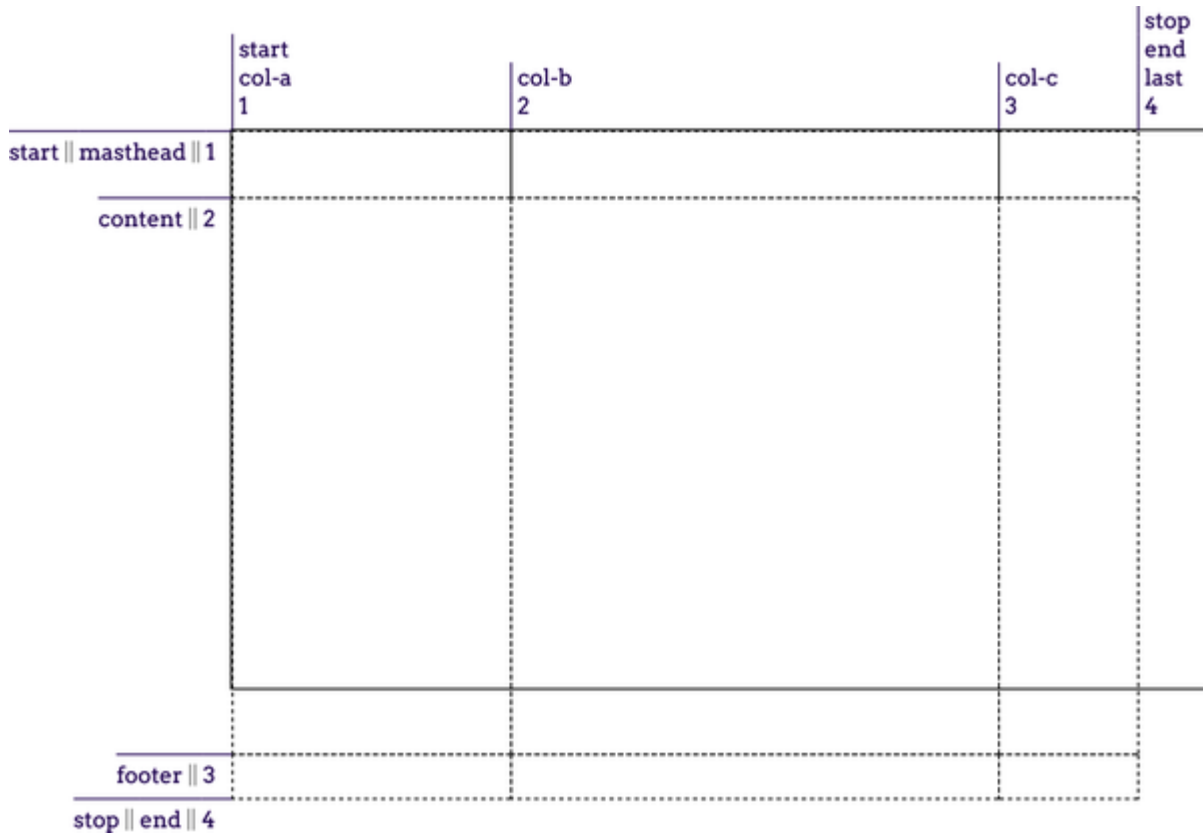 start
col-a
1
col-b
2
col-c
3
stop
end
last
4
start || masthead || 1
content || 2
footer || 3
stop || end || 4